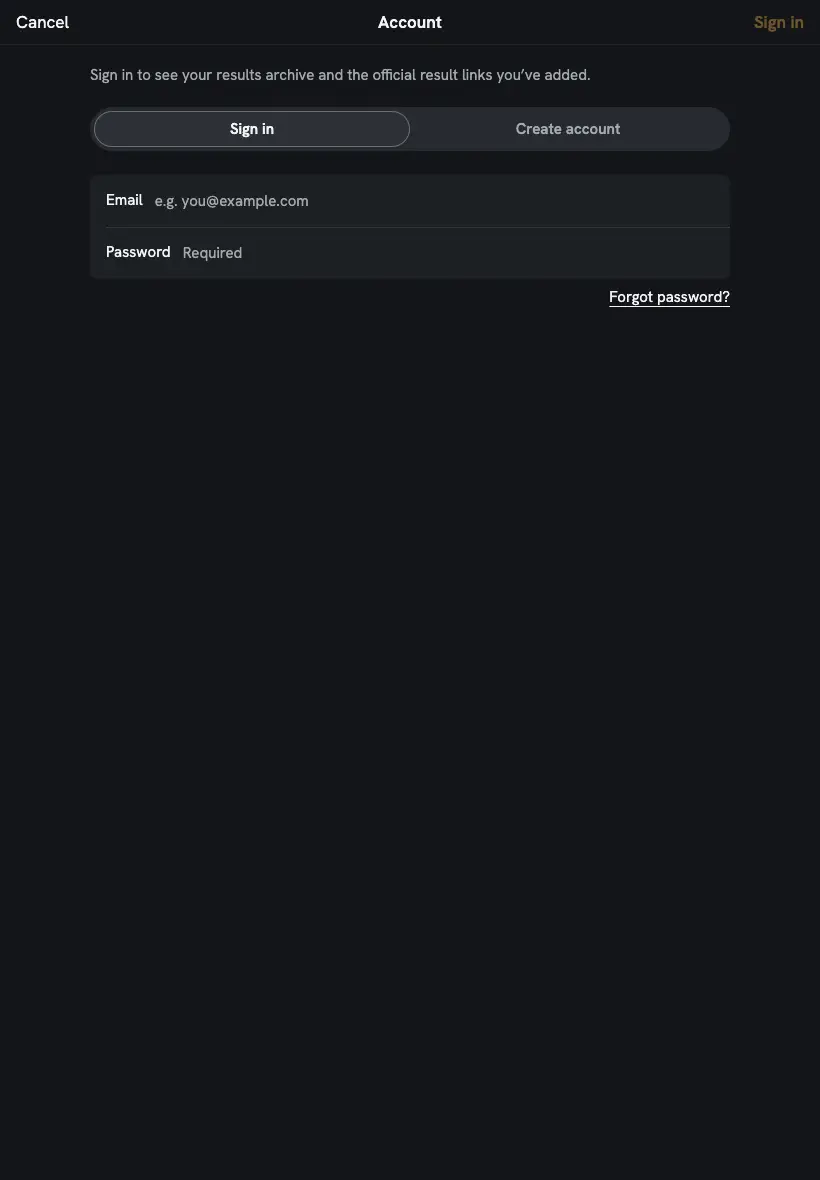 Cancel Account Sign in
Sign in to see your results archive and the official result links you’ve added.
Sign in Create account
Email e.g. you@example.com
Password Required
Forgot password?